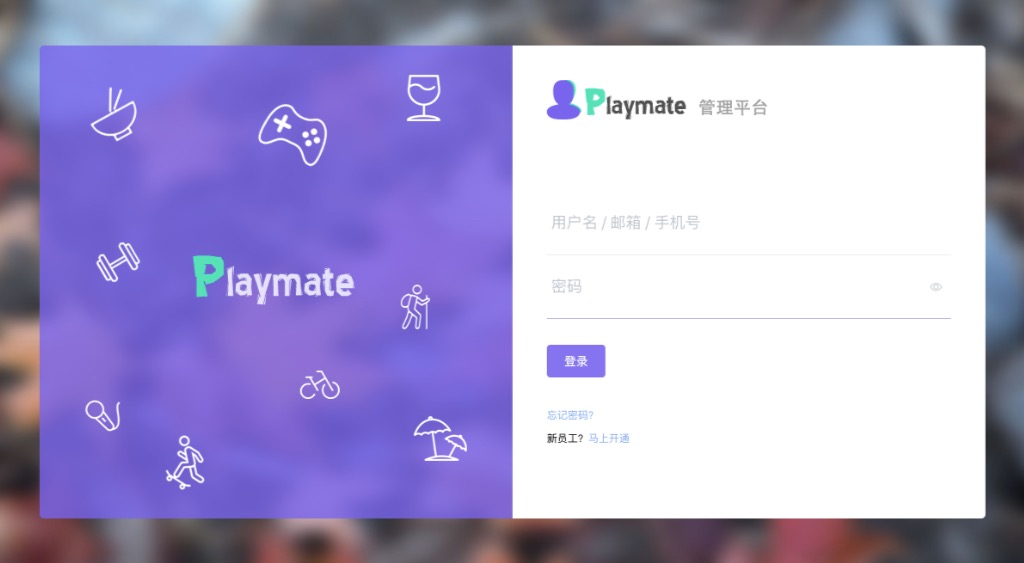 Playmate
Playmate 管理平台
用户名 / 邮箱 / 手机号
密码
登录
忘记密码?
新员工? 马上开通